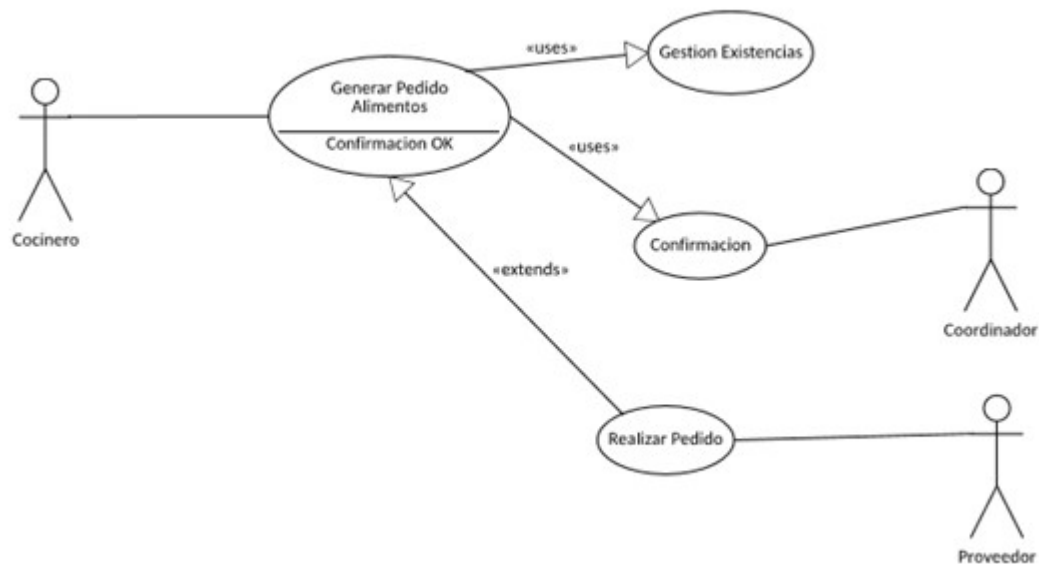 «uses»
Gestion Existencias
Generar Pedido
Alimentos
Confirmacion OK
«uses»
Cocinero
Confirmacion
«extends»
Coordinador
Realizar Pedido
Proveedor